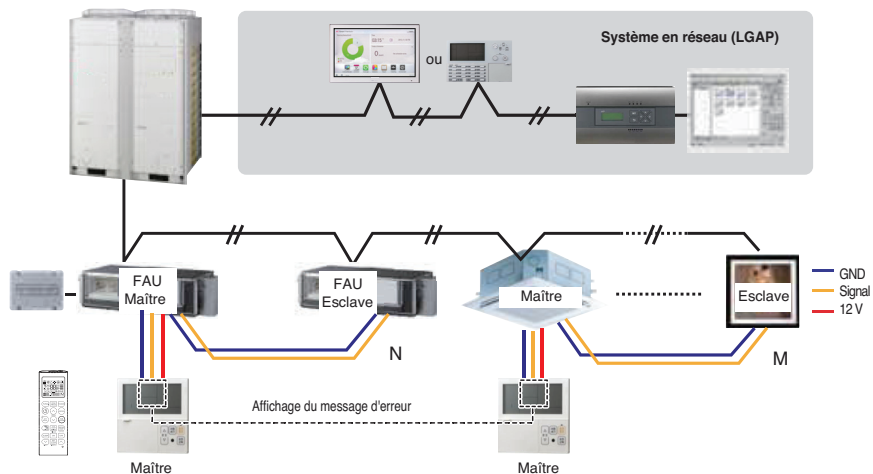 Système en réseau (LGAP)
ou
FAU
Maître
FAU
Esclave
Maître
Esclave
GND
Signal
12 V
N
M
Affichage du message d'erreur
Maître
Maître